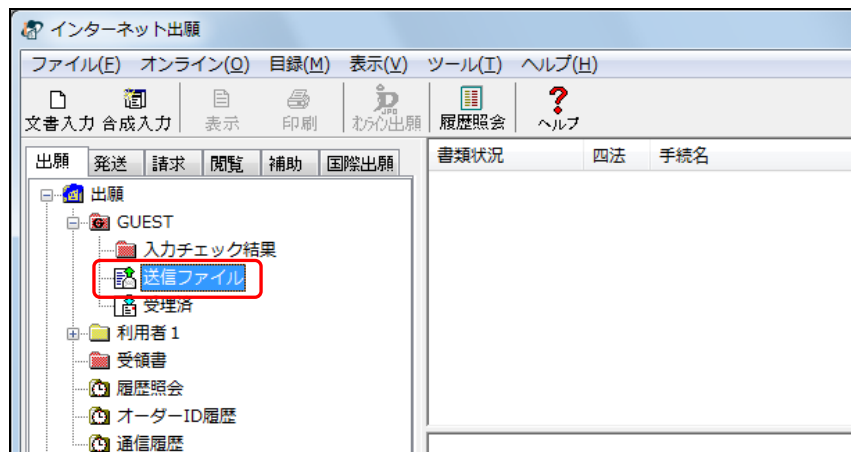 インターネット出願
ファイル(F) オンライン(O) 目録(M) 表示(V) ツール(T) ヘルプ(H)
文書入力 合成入力 表示 印刷 オンライン出願 履歴照会 ヘルプ
出願 発送 請求 閲覧 補助 国際出願
書類状況 四法 手続名
出願
GUEST
入力チェック結果
送信ファイル
受理済
利用者1
受領書
履歴照会
オーダーID履歴
通信履歴